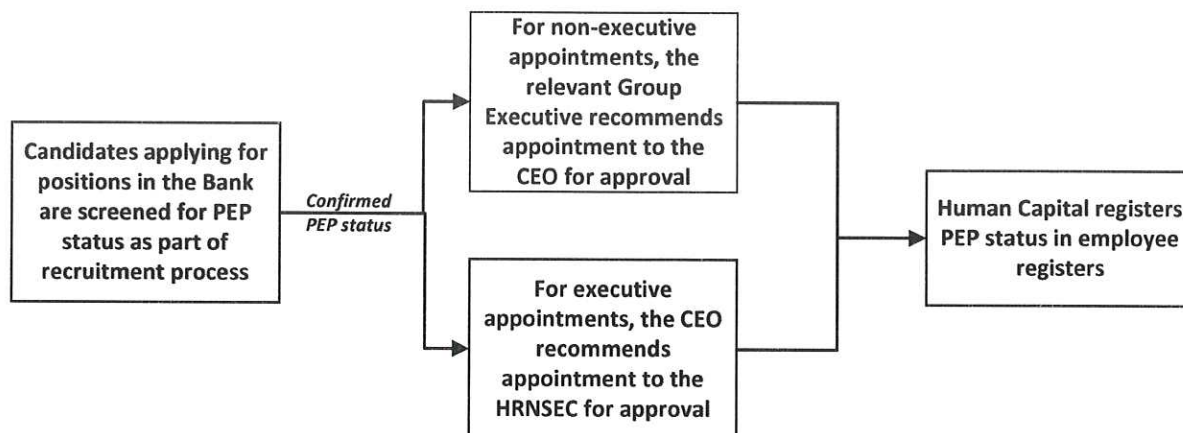 Candidates applying for
positions in the Bank
are screened for PEP
status as part of
recruitment process
Confirmed
PEP status
For non-executive
appointments, the
relevant Group
Executive recommends
appointment to the
CEO for approval
For executive
appointments, the CEO
recommends
appointment to the
HRNSEC for approval
Human Capital registers
PEP status in employee
registers